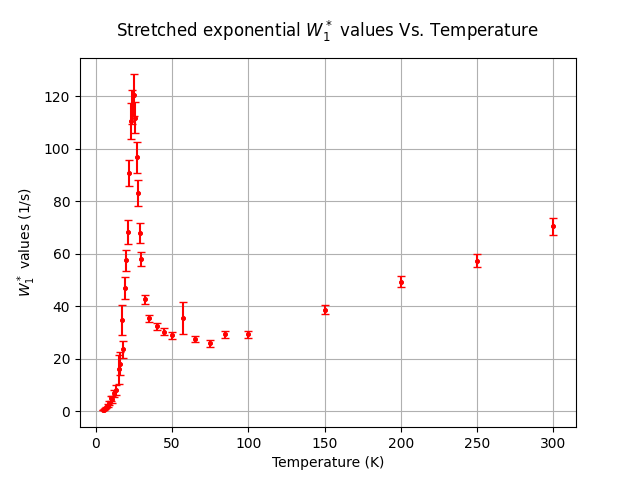 Stretched exponential $W_1^*$ values Vs. Temperature
$W_1^*$ values (1/s)
120
100
80
60
40
20
0
0 50 100 150 200 250 300
Temperature (K)